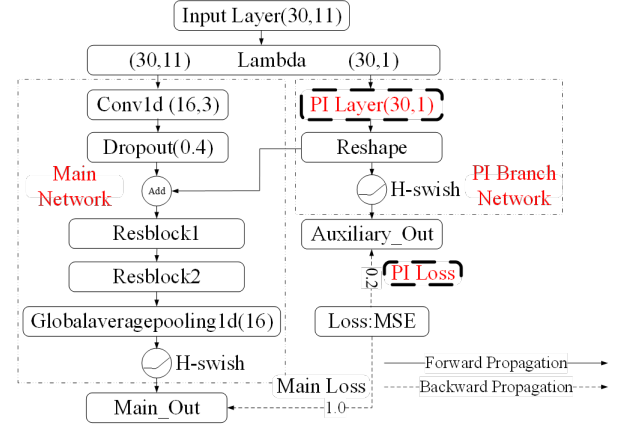 Input Layer(30,11)
(30,11) Lambda (30,1)
Conv1d (16,3)
PI Layer(30,1)
Dropout(0.4)
Reshape
Main
Network
Add
H-swish
PI Branch
Network
Resblock1
Auxiliary_Out
Resblock2
0.2
PI Loss
Globalaveragepooling1d(16)
Loss:MSE
H-swish
Forward Propagation
Main Loss
Backward Propagation
Main_Out
1.0